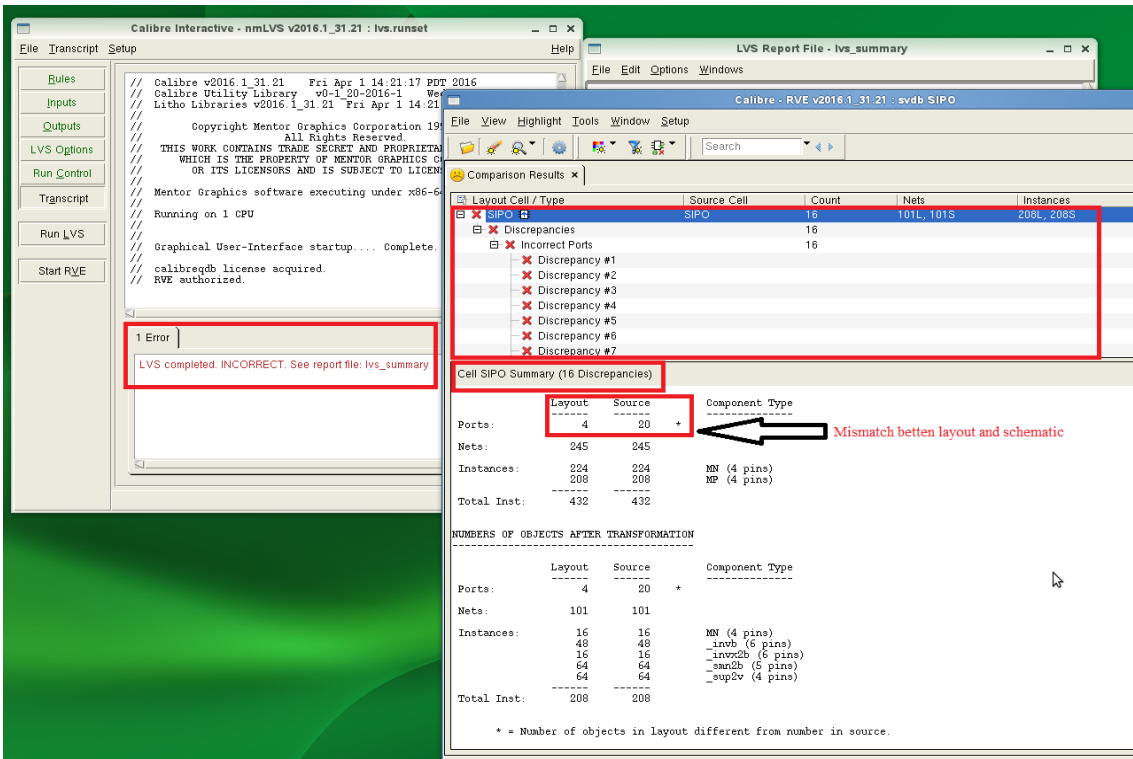 Calibre Interactive - nmLVS v2016.1_31.21 : lvs.runset
File Transcript Setup Help
Rules
Inputs
Outputs
LVS Options
Run Control
Transcript
Run LVS
Start RVE
// Calibre v2016.1_31.21 Fri Apr 1 14:21:17 PDT 2016
// Calibre Utility Library v0-1_20-2016-1 We
// Litho Libraries v2016.1_31.21 Fri Apr 1 14:21
//
// Copyright Mentor Graphics Corporation 19
// All Rights Reserved.
// THIS WORK CONTAINS TRADE SECRET AND PROPRIETA
// WHICH IS THE PROPERTY OF MENTOR GRAPHICS C
// OR ITS LICENSORS AND IS SUBJECT TO LICEN
//
// Mentor Graphics software executing under x86-6
//
// Running on 1 CPU
//
//
// Graphical User-Interface startup.... Complete.
//
// calibreqdb license acquired.
// RVE authorized.
1 Error
LVS completed. INCORRECT. See report file: lvs_summary
LVS Report File - lvs_summary
File Edit Options Windows
Calibre - RVE v2016.1_31.21 : svdb SIPO
File View Highlight Tools Window Setup
Search
Comparison Results ×
Layout Cell / Type Source Cell Count Nets Instances
SIPO SIPO 16 101L, 101S 208L, 208S
Discrepancies 16
Incorrect Ports 16
Discrepancy #1
Discrepancy #2
Discrepancy #3
Discrepancy #4
Discrepancy #5
Discrepancy #6
Discrepancy #7
Cell SIPO Summary (16 Discrepancies)
Layout Source Component Type
------ ------ --------------
Ports: 4 20 *
Mismatch betten layout and schematic
Nets: 245 245
Instances: 224 224 MN (4 pins)
208 208 MP (4 pins)
------ ------
Total Inst: 432 432
NUMBERS OF OBJECTS AFTER TRANSFORMATION
---------------------------------------
Layout Source Component Type
------ ------ --------------
Ports: 4 20 *
Nets: 101 101
Instances: 16 16 MN (4 pins)
48 48 _invb (6 pins)
16 16 _invx2b (6 pins)
64 64 _smn2b (5 pins)
64 64 _sup2v (4 pins)
------ ------
Total Inst: 208 208
* = Number of objects in layout different from number in source.